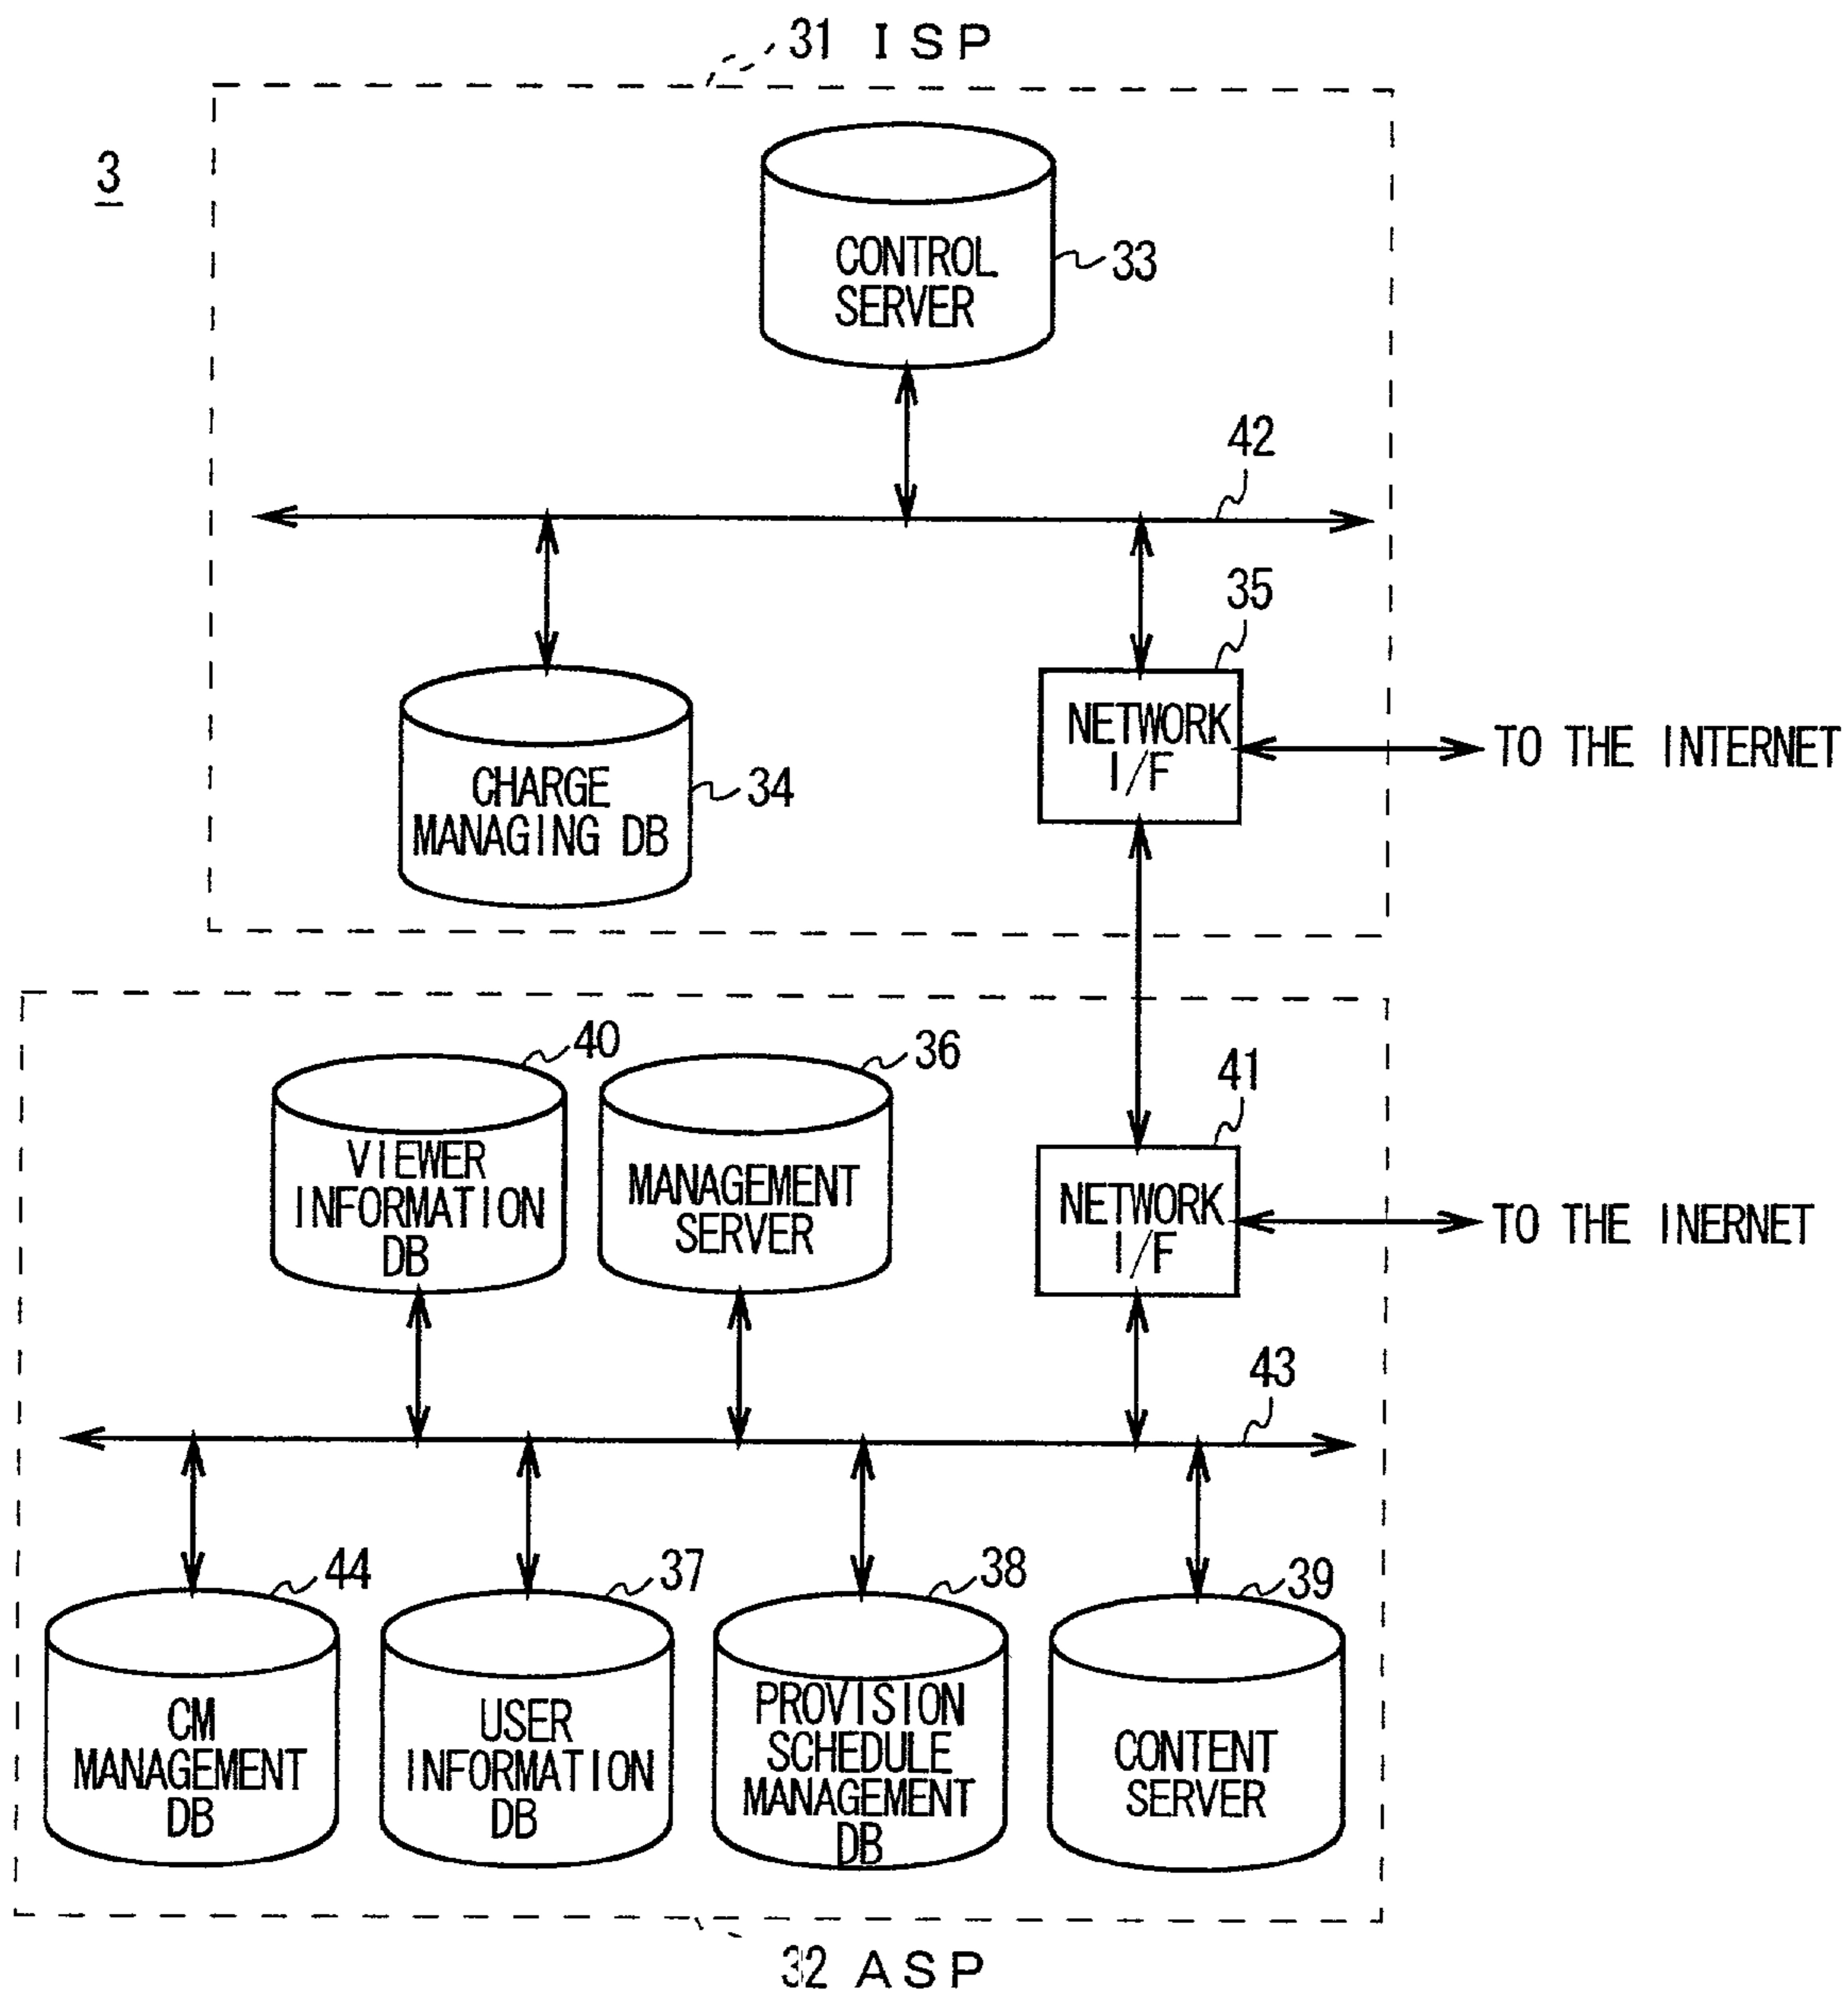 31 ISP
3
CONTROL
SERVER
33
42
35
NETWORK
I/F
TO THE INTERNET
CHARGE
MANAGING DB
34
40
36
41
VIEWER
INFORMATION
DB
MANAGEMENT
SERVER
NETWORK
I/F
TO THE INERNET
43
44
37
38
39
CM
MANAGEMENT
DB
USER
INFORMATION
DB
PROVISION
SCHEDULE
MANAGEMENT
DB
CONTENT
SERVER
32 ASP